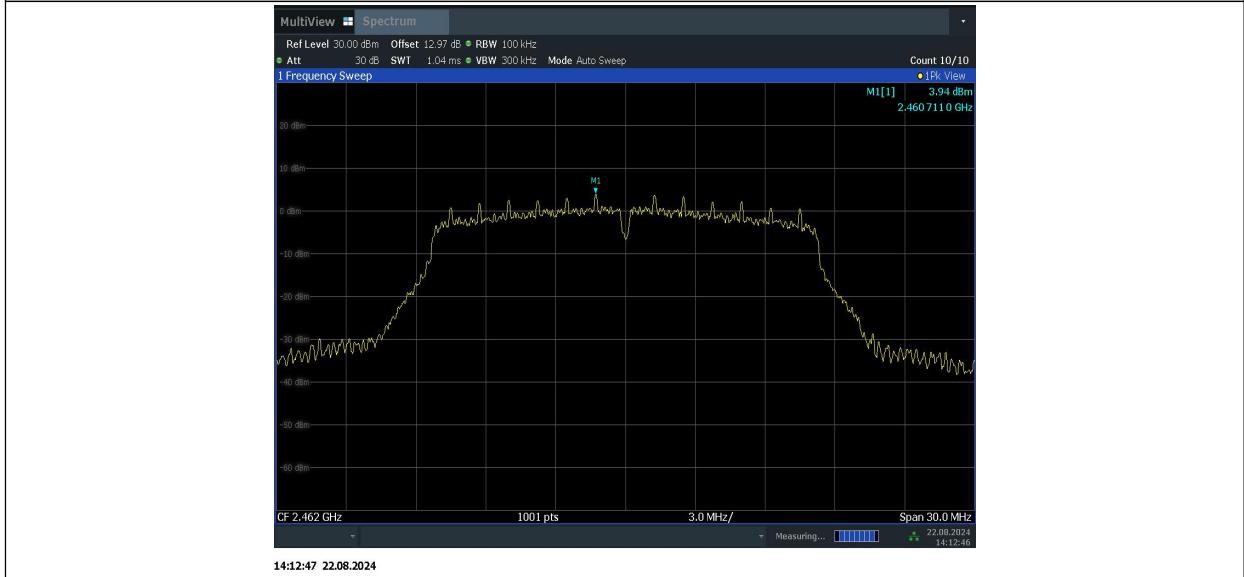 MultiView Spectrum
Ref Level 30.00 dBm Offset 12.97 dB RBW 100 kHz
Att 30 dB SWT 1.04 ms VBW 300 kHz Mode Auto Sweep Count 10/10
1 Frequency Sweep 1Pk View
M1[1] 3.94 dBm
2.460 711 0 GHz
20 dBm
10 dBm
M1
0 dBm
-10 dBm
-20 dBm
-30 dBm
-40 dBm
-50 dBm
-60 dBm
CF 2.462 GHz 1001 pts 3.0 MHz/ Span 30.0 MHz
Measuring... 22.08.2024
14:12:46
14:12:47 22.08.2024